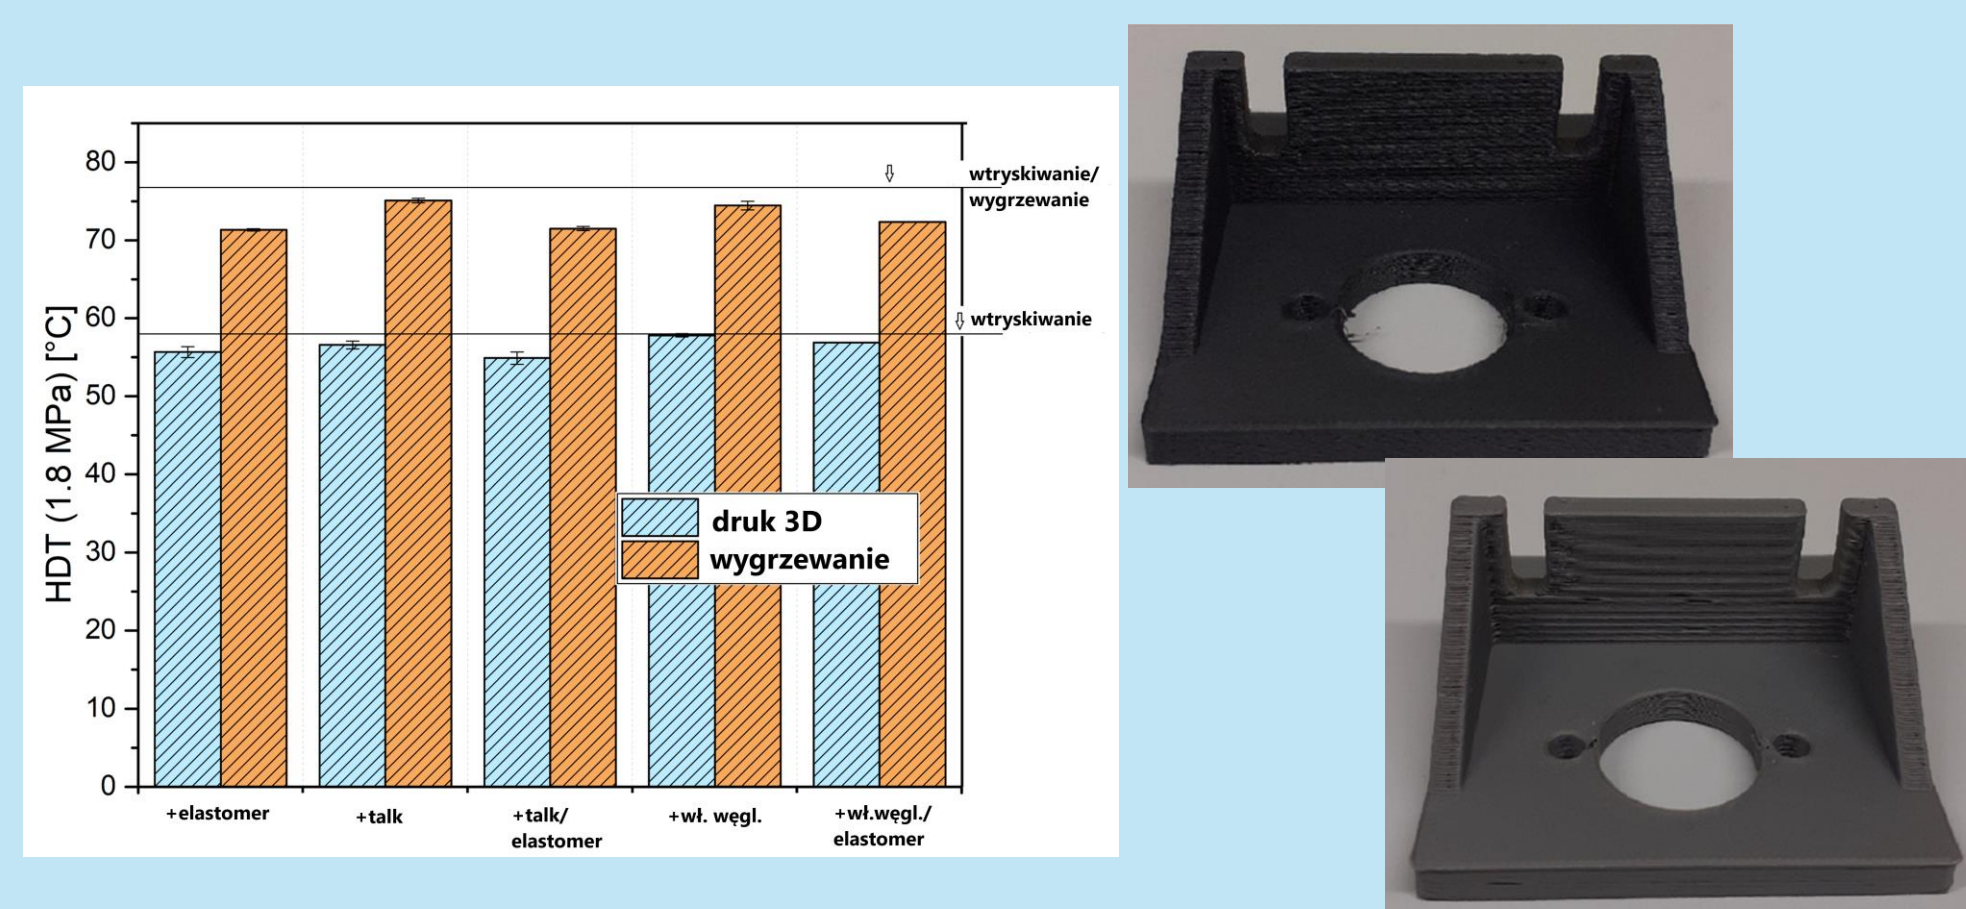 80
70
60
50
40
30
20
10
0
HDT (1.8 MPa) [°C]
wtryskiwanie/
wygrzewanie
wtryskiwanie
druk 3D
wygrzewanie
+elastomer
+talk
+talk/
elastomer
+wł. węgl.
+wł.węgl./
elastomer